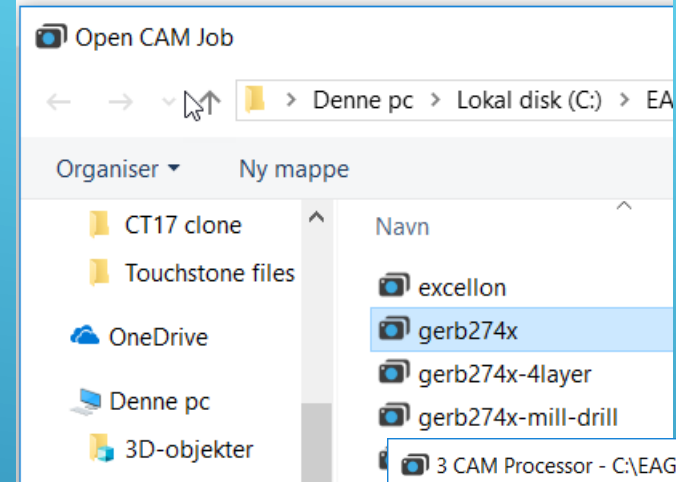 Open CAM Job
Denne pc > Lokal disk (C:) > EA
Organiser Ny mappe
CT17 clone
Touchstone files
OneDrive
Denne pc
3D-objekter
Navn
excellon
gerb274x
gerb274x-4layer
gerb274x-mill-drill
3 CAM Processor - C:\EAG